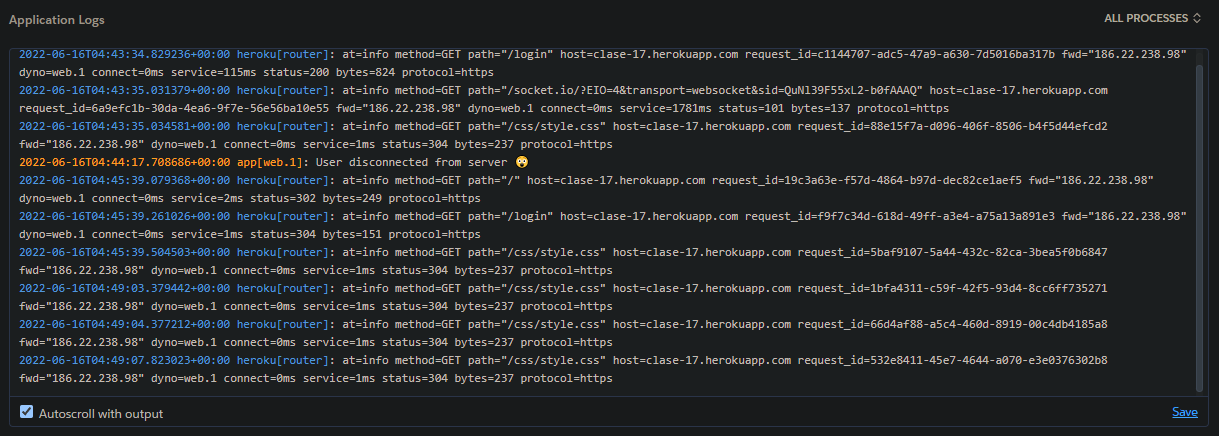 Application Logs
ALL PROCESSES
2022-06-16T04:43:34.829236+00:00 heroku[router]: at=info method=GET path="/login" host=clase-17.herokuapp.com request_id=c1144707-adc5-47a9-a630-7d5016ba317b fwd="186.22.238.98"
dyno=web.1 connect=0ms service=115ms status=200 bytes=824 protocol=https
2022-06-16T04:43:35.031379+00:00 heroku[router]: at=info method=GET path="/socket.io/?EIO=4&transport=websocket&sid=QuNl39F55xL2-b0fAAAQ" host=clase-17.herokuapp.com
request_id=6a9efc1b-30da-4ea6-9f7e-56e56ba10e55 fwd="186.22.238.98" dyno=web.1 connect=0ms service=1781ms status=101 bytes=137 protocol=https
2022-06-16T04:43:35.034581+00:00 heroku[router]: at=info method=GET path="/css/style.css" host=clase-17.herokuapp.com request_id=88e15f7a-d096-406f-8506-b4f5d44efcd2
fwd="186.22.238.98" dyno=web.1 connect=0ms service=1ms status=304 bytes=237 protocol=https
2022-06-16T04:44:17.708686+00:00 app[web.1]: User disconnected from server 😲
2022-06-16T04:45:39.079368+00:00 heroku[router]: at=info method=GET path="/" host=clase-17.herokuapp.com request_id=19c3a63e-f57d-4864-b97d-dec82ce1aef5 fwd="186.22.238.98"
dyno=web.1 connect=0ms service=2ms status=302 bytes=249 protocol=https
2022-06-16T04:45:39.261026+00:00 heroku[router]: at=info method=GET path="/login" host=clase-17.herokuapp.com request_id=f9f7c34d-618d-49ff-a3e4-a75a13a891e3 fwd="186.22.238.98"
dyno=web.1 connect=0ms service=1ms status=304 bytes=151 protocol=https
2022-06-16T04:45:39.504503+00:00 heroku[router]: at=info method=GET path="/css/style.css" host=clase-17.herokuapp.com request_id=5baf9107-5a44-432c-82ca-3bea5f0b6847
fwd="186.22.238.98" dyno=web.1 connect=0ms service=1ms status=304 bytes=237 protocol=https
2022-06-16T04:49:03.379442+00:00 heroku[router]: at=info method=GET path="/css/style.css" host=clase-17.herokuapp.com request_id=1bfa4311-c59f-42f5-93d4-8cc6ff735271
fwd="186.22.238.98" dyno=web.1 connect=0ms service=1ms status=304 bytes=237 protocol=https
2022-06-16T04:49:04.377212+00:00 heroku[router]: at=info method=GET path="/css/style.css" host=clase-17.herokuapp.com request_id=66d4af88-a5c4-460d-8919-00c4db4185a8
fwd="186.22.238.98" dyno=web.1 connect=0ms service=1ms status=304 bytes=237 protocol=https
2022-06-16T04:49:07.823023+00:00 heroku[router]: at=info method=GET path="/css/style.css" host=clase-17.herokuapp.com request_id=532e8411-45e7-4644-a070-e3e0376302b8
fwd="186.22.238.98" dyno=web.1 connect=0ms service=1ms status=304 bytes=237 protocol=https
Autoscroll with output
Save